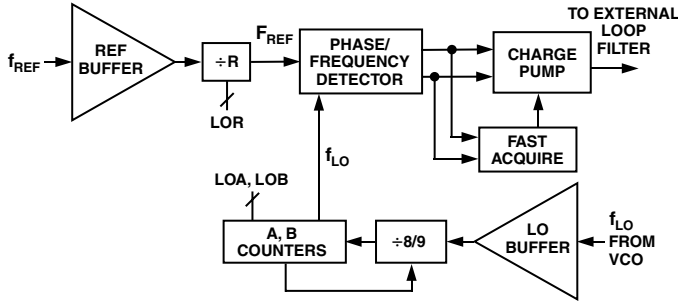 TO EXTERNAL
LOOP
FILTER
fREF
REF
BUFFER
÷R
FREF
PHASE/
FREQUENCY
DETECTOR
CHARGE
PUMP
LOR
FAST
ACQUIRE
fLO
LOA, LOB
A, B
COUNTERS
÷8/9
LO
BUFFER
fLO
FROM
VCO